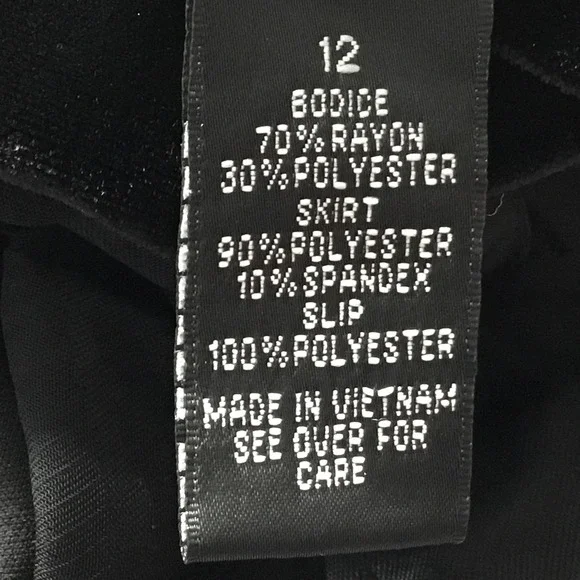 12
BODICE
70% RAYON
30% POLYESTER
SKIRT
90% POLYESTER
10% SPANDEX
SLIP
100% POLYESTER
MADE IN VIETNAM
SEE OVER FOR
CARE